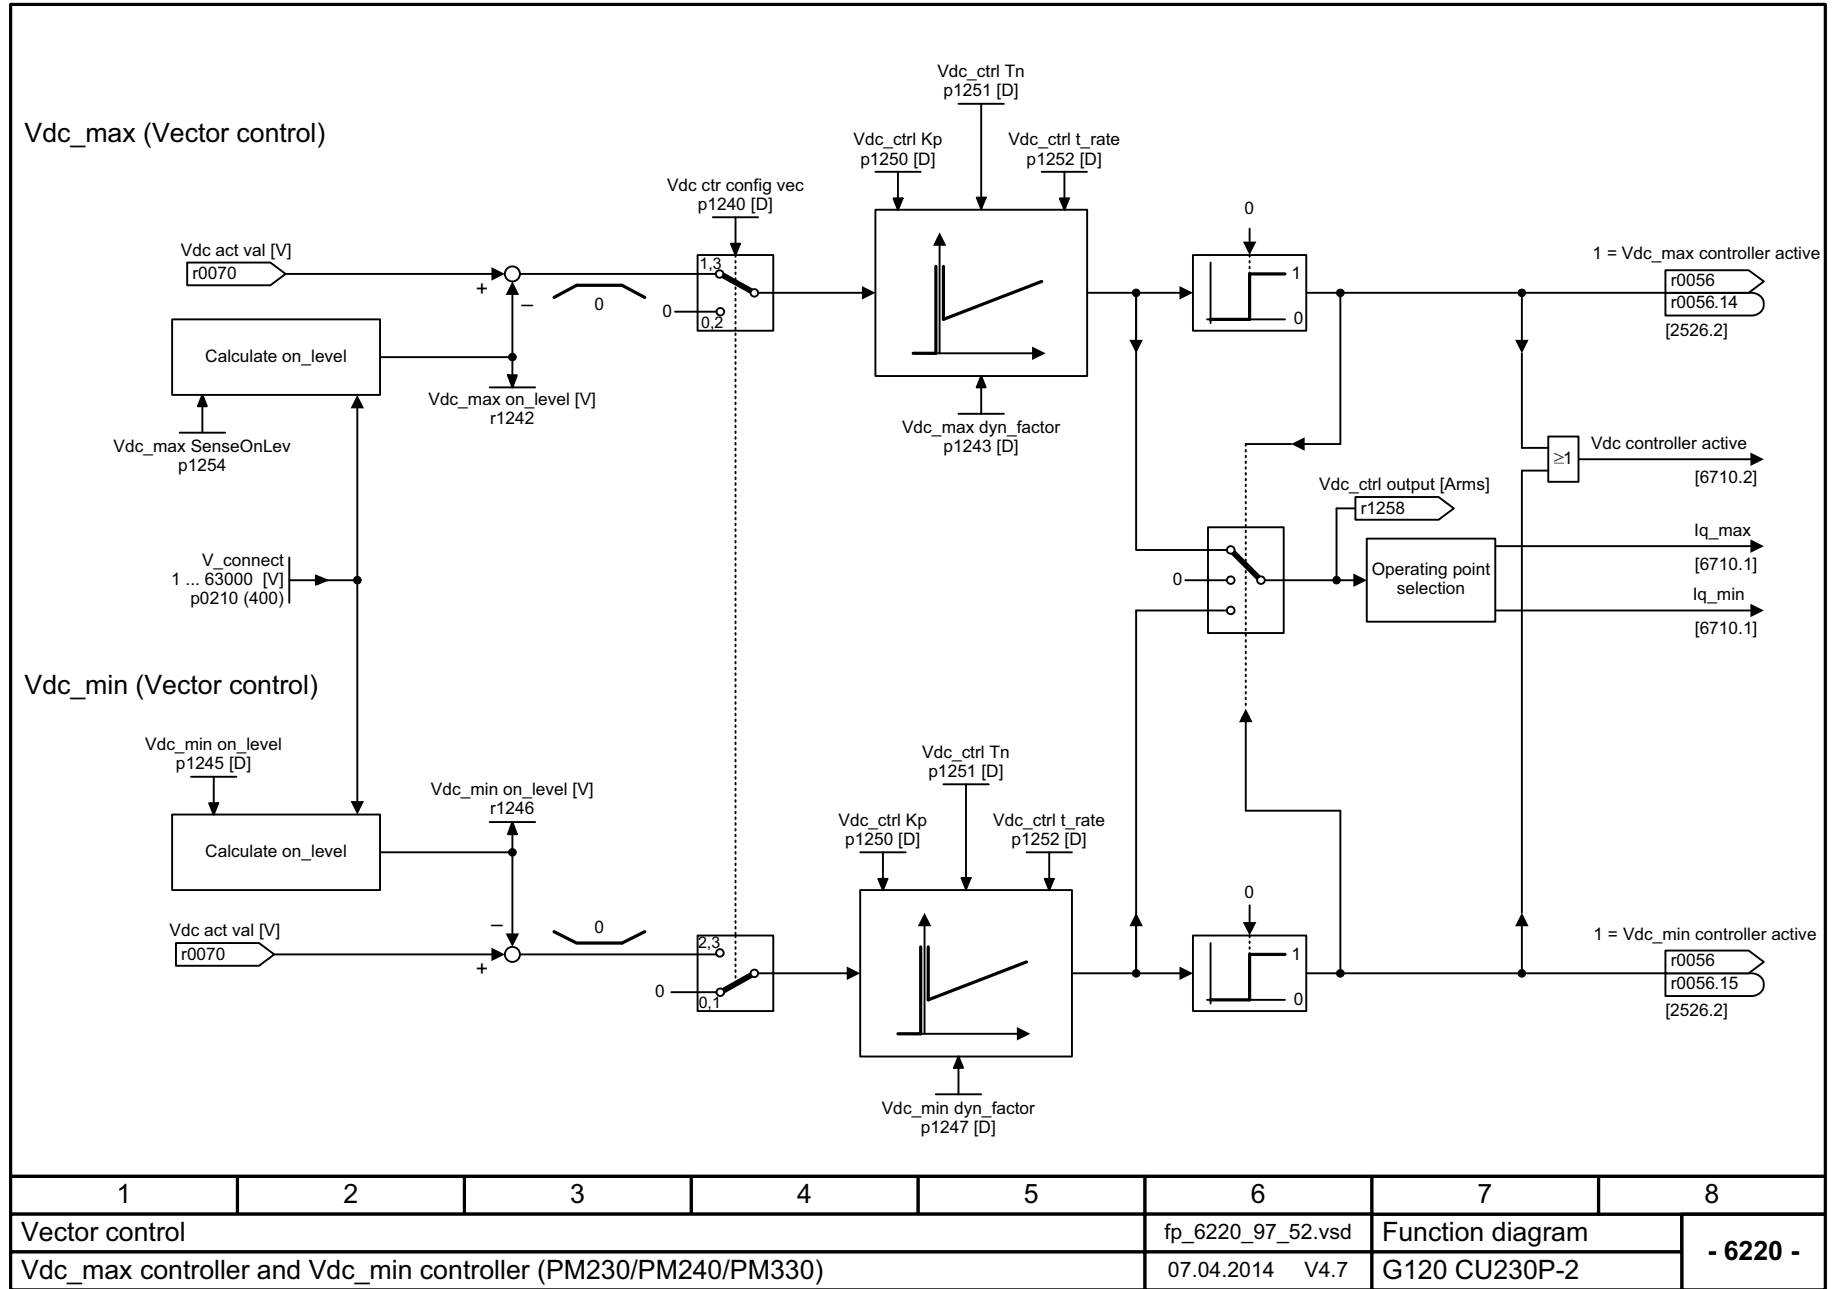 Vdc_max (Vector control)
Vdc_ctrl Tn
p1251 [D]
Vdc_ctrl Kp
p1250 [D]
Vdc_ctrl t_rate
p1252 [D]
Vdc ctr config vec
p1240 [D]
0
Vdc act val [V]
r0070
+
–
0
1,3
0
0,2
1
0
1 = Vdc_max controller active
r0056
r0056.14
[2526.2]
Calculate on_level
Vdc_max on_level [V]
r1242
Vdc_max dyn_factor
p1243 [D]
Vdc_max SenseOnLev
p1254
≥1
Vdc controller active
[6710.2]
Vdc_ctrl output [Arms]
r1258
V_connect
1 ... 63000 [V]
p0210 (400)
0
Operating point
selection
Iq_max
[6710.1]
Iq_min
[6710.1]
Vdc_min (Vector control)
Vdc_min on_level
p1245 [D]
Vdc_min on_level [V]
r1246
Vdc_ctrl Tn
p1251 [D]
Vdc_ctrl Kp
p1250 [D]
Vdc_ctrl t_rate
p1252 [D]
Calculate on_level
0
Vdc act val [V]
r0070
–
+
0
2,3
0
0,1
1
0
1 = Vdc_min controller active
r0056
r0056.15
[2526.2]
Vdc_min dyn_factor
p1247 [D]
1 2 3 4 5 6 7 8
Vector control fp_6220_97_52.vsd Function diagram
- 6220 -
Vdc_max controller and Vdc_min controller (PM230/PM240/PM330) 07.04.2014 V4.7 G120 CU230P-2